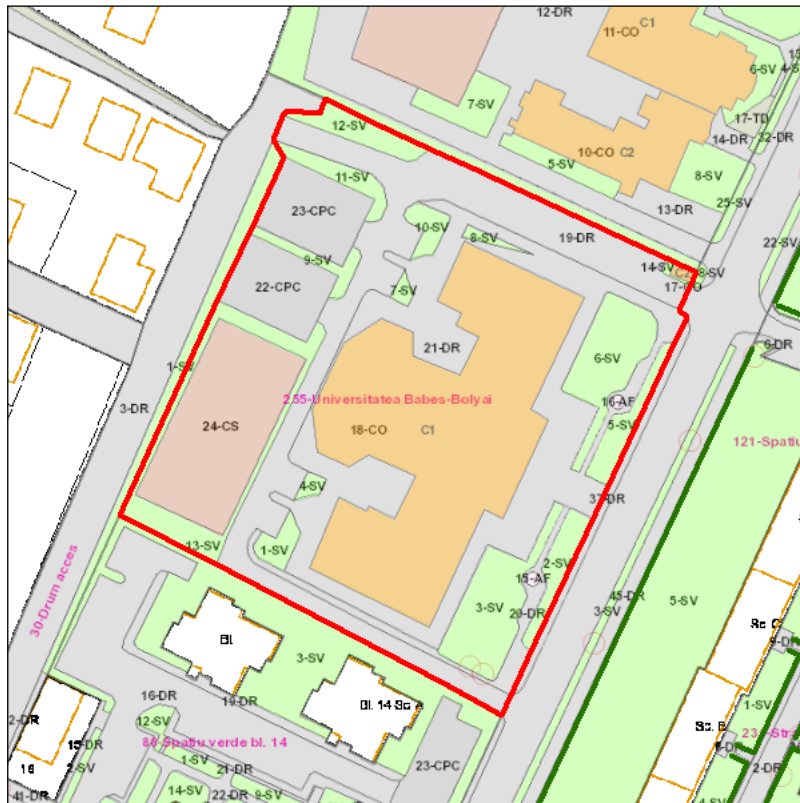 12-DR
11-CO
C1
6-SV
7-SV
17-TD
12-SV
14-DR
32-DR
10-CO
C2
5-SV
8-SV
11-SV
25-SV
23-CPC
13-DR
10-SV
8-SV
19-DR
22-SV
9-SV
14-SV
8-SV
22-CPC
7-SV
17-CO
21-DR
6-DR
6-SV
1-SV
255-Universitatea Babes-Bolyai
16-AF
3-DR
24-CS
18-CO
C1
5-SV
121-Spatiu
4-SV
37-DR
13-SV
1-SV
2-SV
15-AF
30-Drum acces
3-SV
20-DR
45-DR
3-SV
5-SV
Bl
3-SV
Sc C
16-DR
19-DR
Bl. 14 Sc A
12-SV
Sc. B
1-SV
15-DR
86-Spatiu verde bl. 14
16
2-SV
1-SV
21-DR
23-CPC
2-DR
41-DR
14-SV
22-DR
9-SV
4-SV